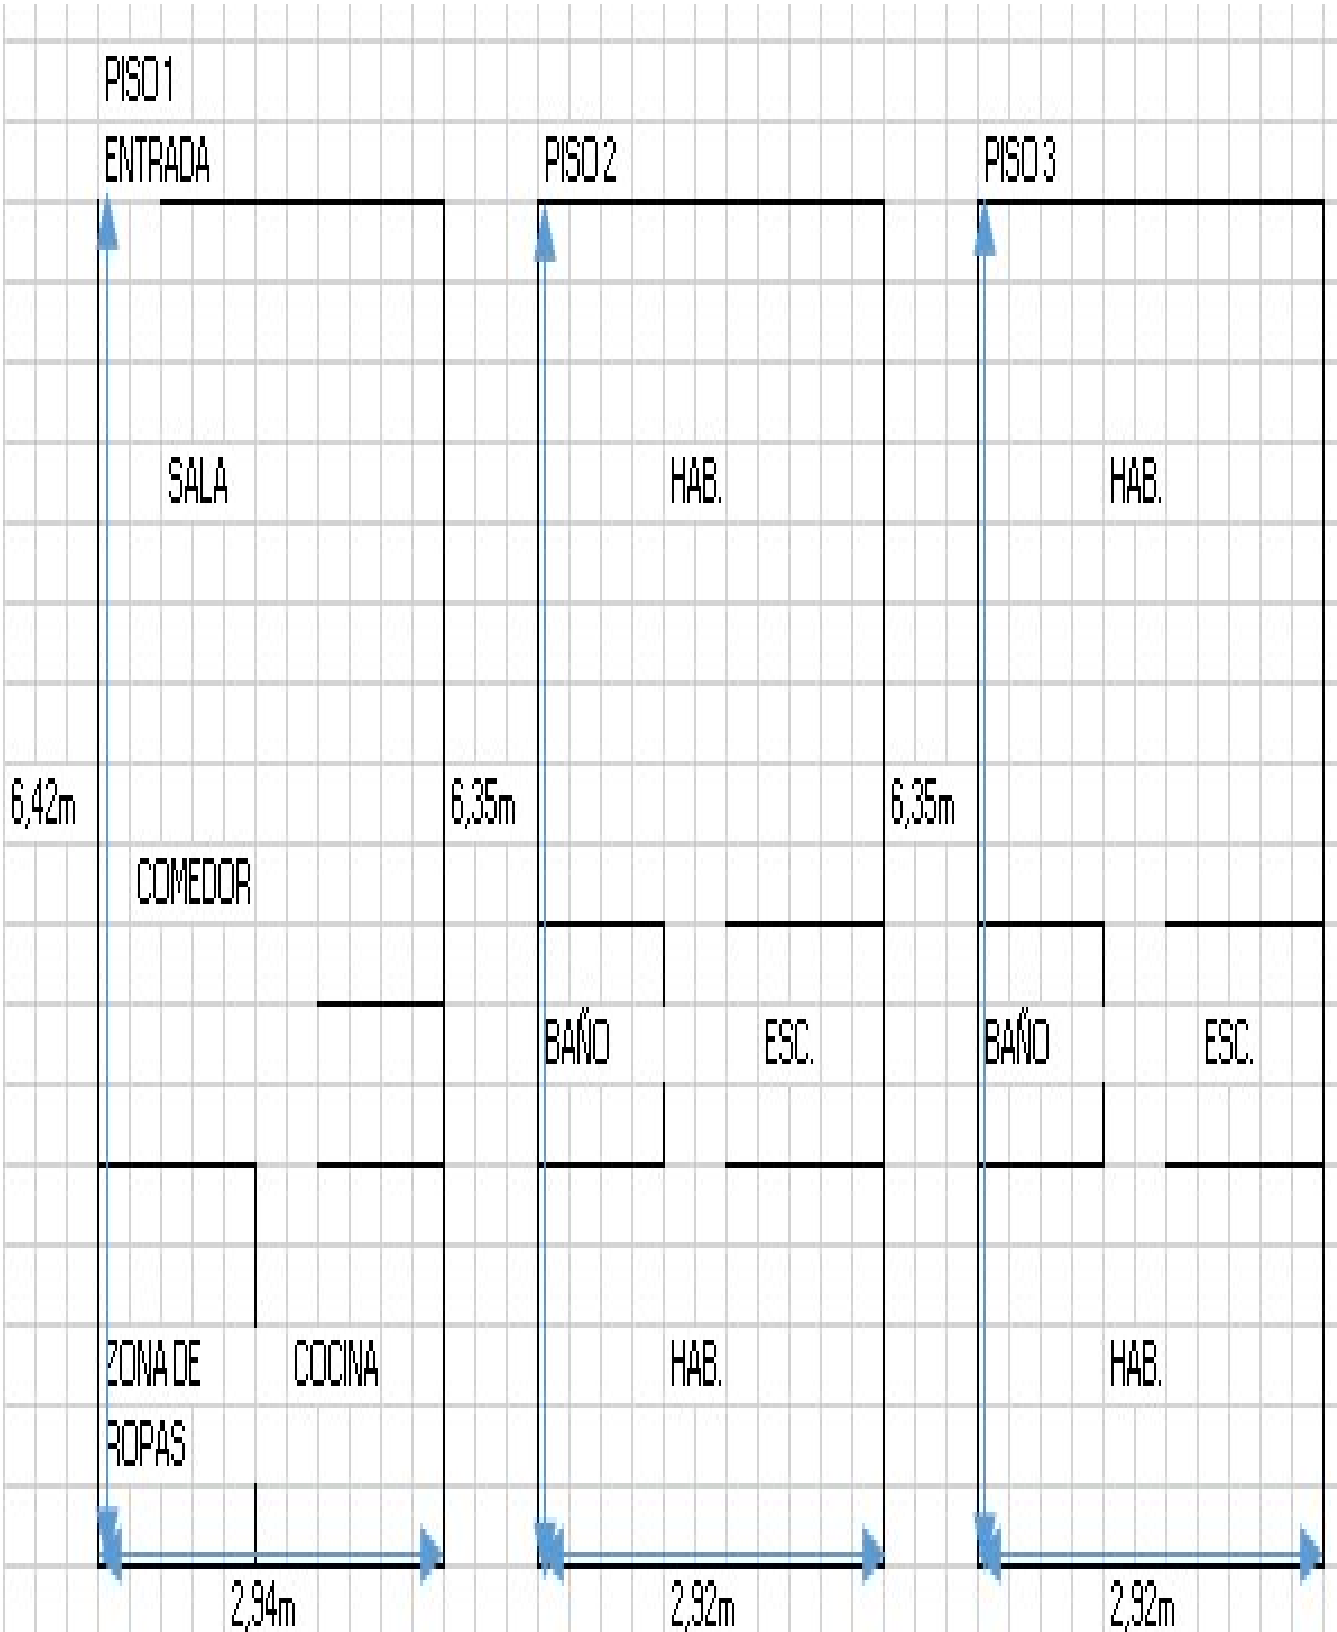 PISO 1
ENTRADA
PISO 2
PISO 3
SALA
HAB.
HAB.
6,42m
6,35m
6,35m
COMEDOR
BAÑO
ESC.
BAÑO
ESC.
ZONA DE
ROPAS
COCINA
HAB.
HAB.
2,94m
2,92m
2,92m